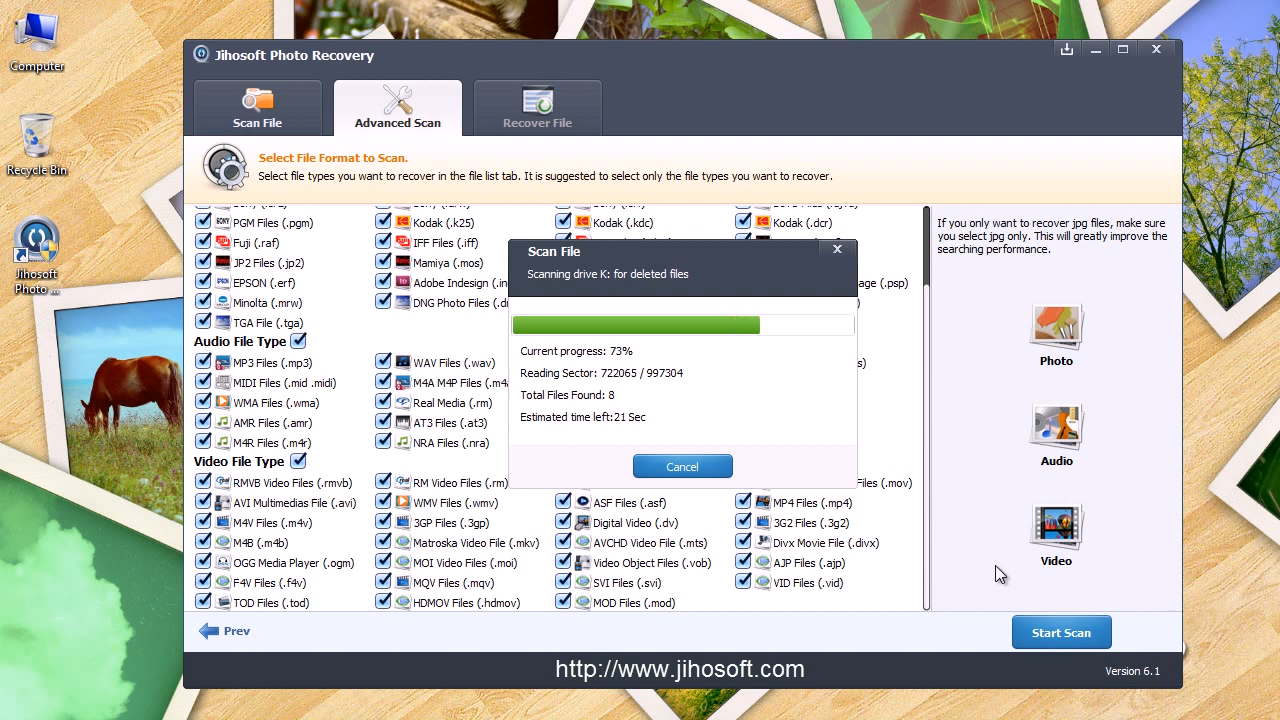 Computer
Recycle Bin
Jihosoft
Photo ...
Jihosoft Photo Recovery
Scan File
Advanced Scan
Recover File
Select File Format to Scan.
Select file types you want to recover in the file list tab. It is suggested to select only the file types you want to recover.
PGM Files (.pgm)
Kodak (.k25)
Kodak (.kdc)
Kodak (.dcr)
Fuji (.raf)
IFF Files (.iff)
JP2 Files (.jp2)
Mamiya (.mos)
EPSON (.erf)
Adobe Indesign (.in
age (.psp)
Minolta (.mrw)
DNG Photo Files (.d
TGA File (.tga)
Audio File Type
MP3 Files (.mp3)
WAV Files (.wav)
MIDI Files (.mid .midi)
M4A M4P Files (.m4
WMA Files (.wma)
Real Media (.rm)
AMR Files (.amr)
AT3 Files (.at3)
M4R Files (.m4r)
NRA Files (.nra)
Video File Type
RMVB Video Files (.rmvb)
RM Video Files (.rm)
Files (.mov)
AVI Multimedias File (.avi)
WMV Files (.wmv)
ASF Files (.asf)
MP4 Files (.mp4)
M4V Files (.m4v)
3GP Files (.3gp)
Digital Video (.dv)
3G2 Files (.3g2)
M4B (.m4b)
Matroska Video File (.mkv)
AVCHD Video File (.mts)
Divx Movie File (.divx)
OGG Media Player (.ogm)
MOI Video Files (.moi)
Video Object Files (.vob)
AJP Files (.ajp)
F4V Files (.f4v)
MQV Files (.mqv)
SVI Files (.svi)
VID Files (.vid)
TOD Files (.tod)
HDMOV Files (.hdmov)
MOD Files (.mod)
Scan File
Scanning drive K: for deleted files
Current progress: 73%
Reading Sector: 722065 / 997304
Total Files Found: 8
Estimated time left:21 Sec
Cancel
If you only want to recover jpg files, make sure
you select jpg only. This will greatly improve the
searching performance.
Photo
Audio
Video
Prev
Start Scan
http://www.jihosoft.com
Version 6.1